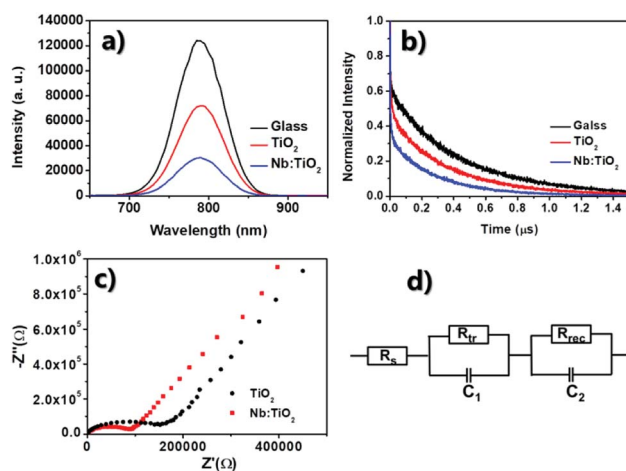 a)
140000
120000
100000
80000
60000
40000
20000
0
Intensity (a. u.)
700
800
900
Wavelength (nm)
Glass
TiO2
Nb:TiO2
b)
1.0
0.8
0.6
0.4
0.2
0.0
Normalized Intensity
0.0 0.2 0.4 0.6 0.8 1.0 1.2 1.4
Time (μs)
Galss
TiO2
Nb:TiO2
c)
1.0x10^6
8.0x10^5
6.0x10^5
4.0x10^5
2.0x10^5
0.0
-Z''(Ω)
0 200000 400000
Z'(Ω)
TiO2
Nb:TiO2
d)
Rs
Rtr
C1
Rrec
C2